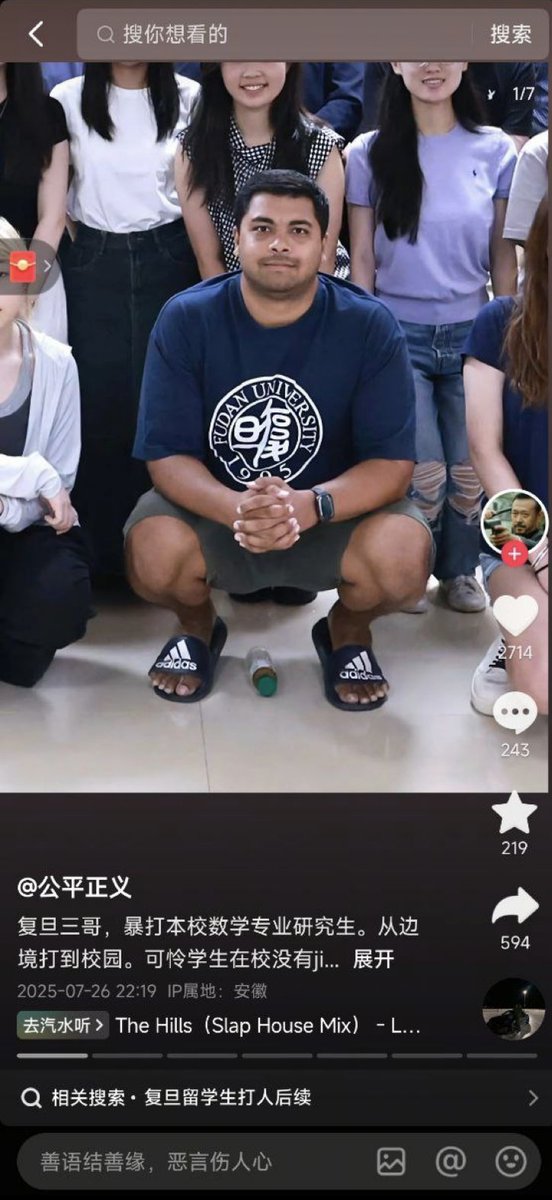 搜你想看的
搜索
1/7
FUDAN UNIVERSITY
1905
adidas
adidas
2714
243
219
594
@公平正义
复旦三哥，暴打本校数学专业研究生。从边
境打到校园。可怜学生在校没有ji... 展开
2025-07-26 22:19 IP属地：安徽
去汽水听 The Hills（Slap House Mix） - L...
相关搜索 · 复旦留学生打人后续
善语结善缘，恶言伤人心